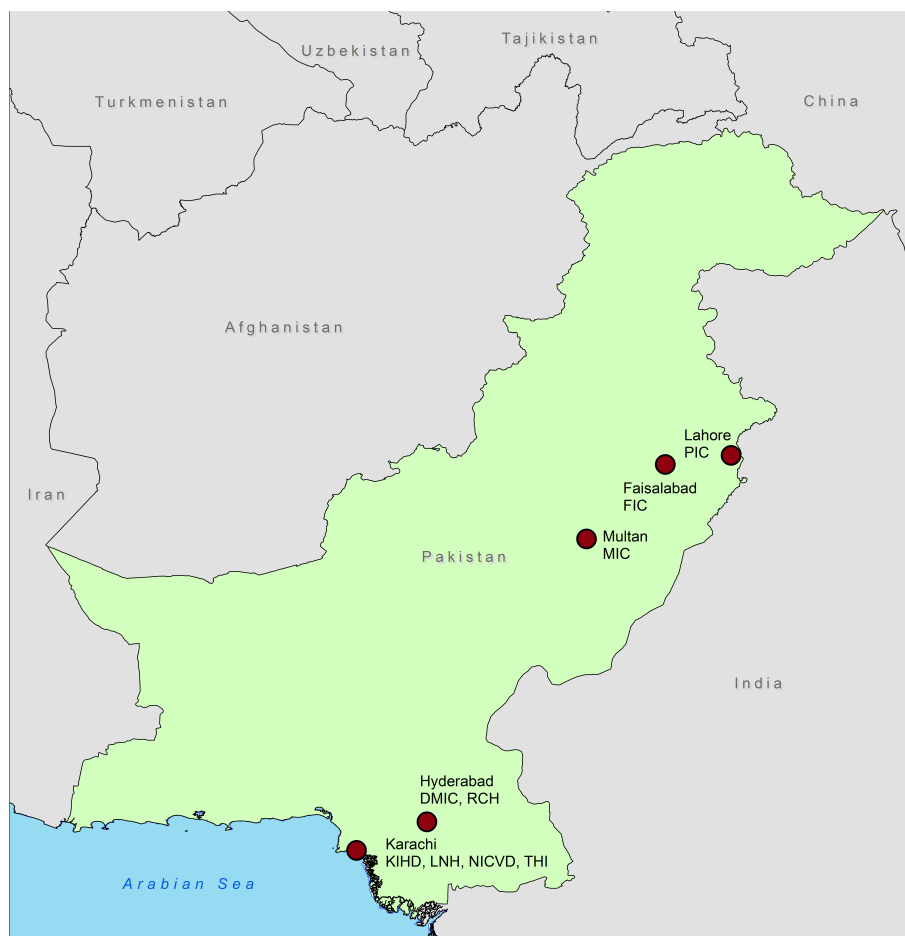 Uzbekistan
Tajikistan
Turkmenistan
China
Afghanistan
Lahore
PIC
Iran
Faisalabad
FIC
Multan
MIC
Pakistan
India
Hyderabad
DMIC, RCH
Karachi
KIHD, LNH, NICVD, THI
Arabian Sea